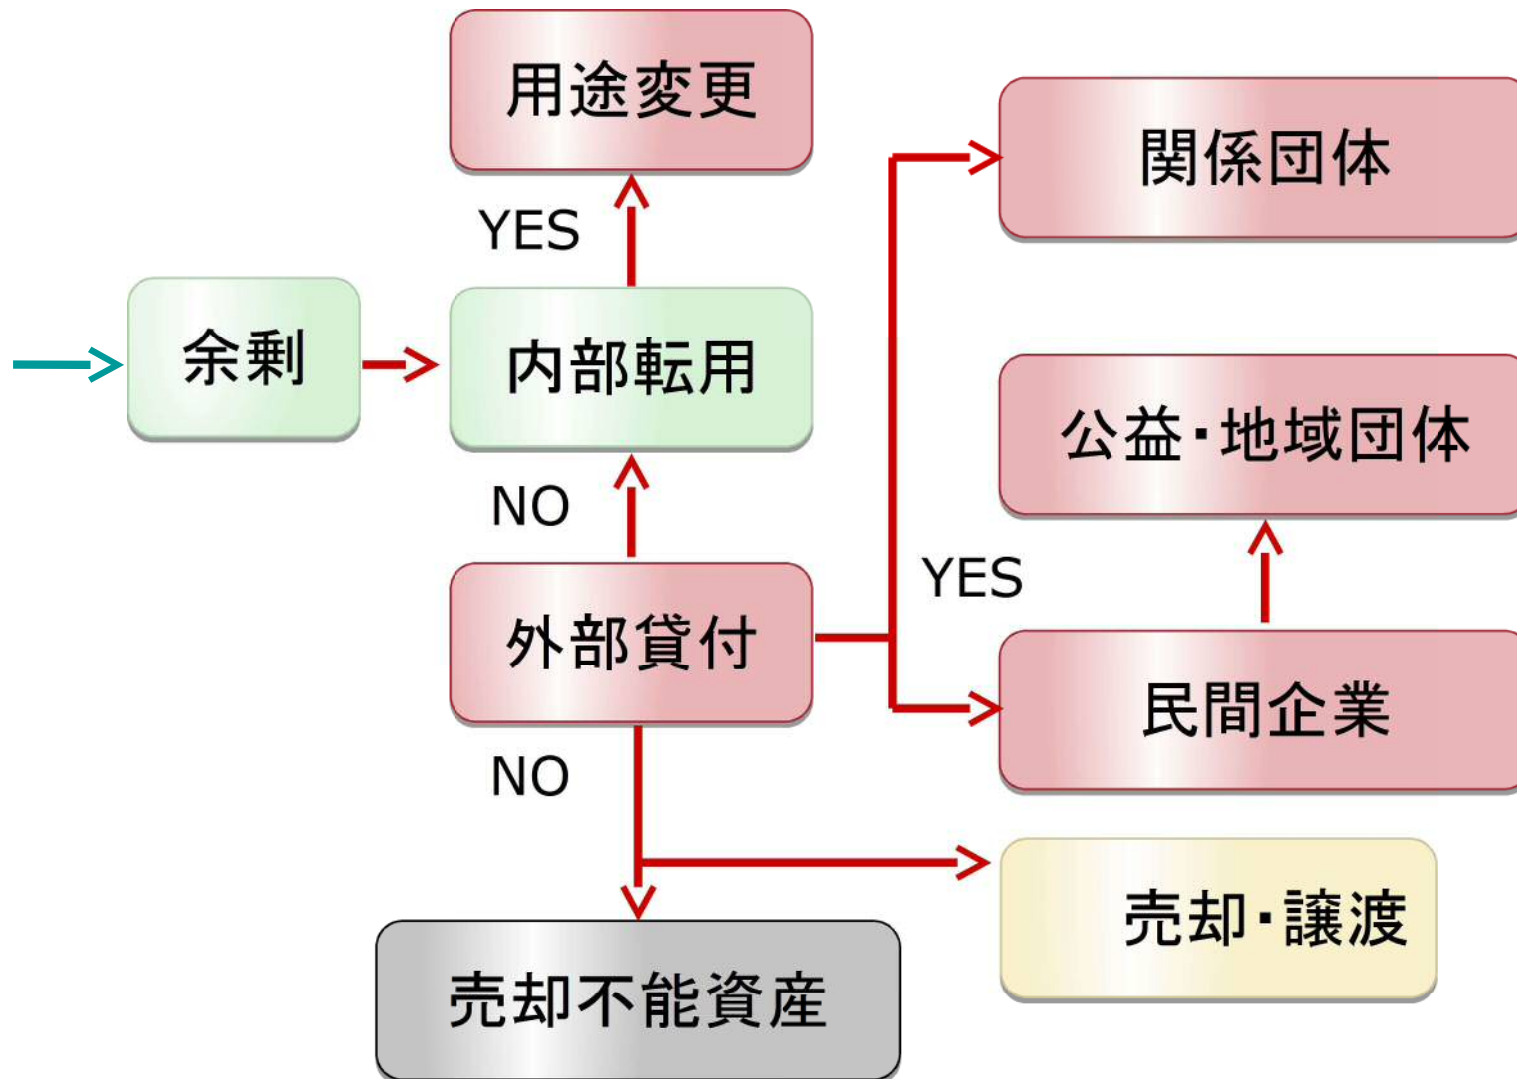 用途変更
関係団体
YES
余剰
内部転用
公益・地域団体
NO
YES
外部貸付
民間企業
NO
売却・譲渡
売却不能資産